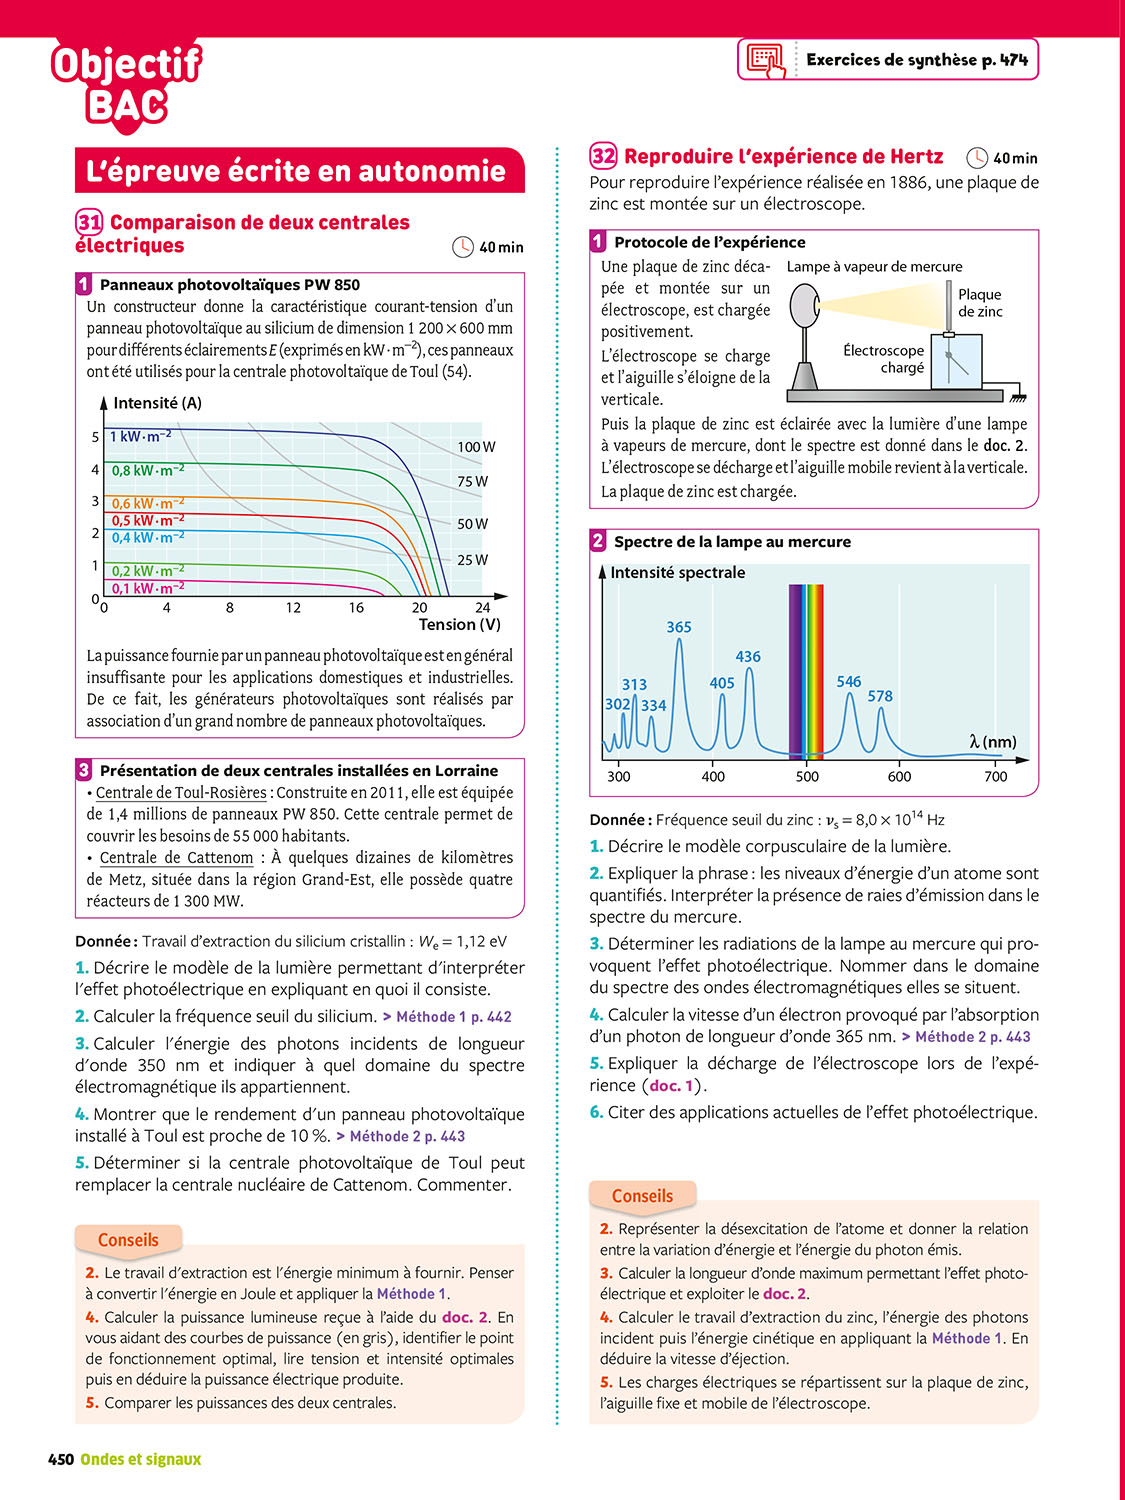 Objectif
BAC
Exercices de synthèse p. 474
L'épreuve écrite en autonomie
31 Comparaison de deux centrales
électriques
40 min
1 Panneaux photovoltaïques PW 850
Un constructeur donne la caractéristique courant-tension d'un
panneau photovoltaïque au silicium de dimension 1 200 × 600 mm
pour différents éclairements E (exprimés en kW·m⁻²), ces panneaux
ont été utilisés pour la centrale photovoltaïque de Toul (54).
Intensité (A)
5
4
3
2
1
0
1 kW·m⁻²
0,8 kW·m⁻²
0,6 kW·m⁻²
0,5 kW·m⁻²
0,4 kW·m⁻²
0,2 kW·m⁻²
0,1 kW·m⁻²
100 W
75 W
50 W
25 W
0 4 8 12 16 20 24
Tension (V)
La puissance fournie par un panneau photovoltaïque est en général
insuffisante pour les applications domestiques et industrielles.
De ce fait, les générateurs photovoltaïques sont réalisés par
association d'un grand nombre de panneaux photovoltaïques.
3 Présentation de deux centrales installées en Lorraine
• Centrale de Toul-Rosières : Construite en 2011, elle est équipée
de 1,4 millions de panneaux PW 850. Cette centrale permet de
couvrir les besoins de 55 000 habitants.
• Centrale de Cattenom : À quelques dizaines de kilomètres
de Metz, située dans la région Grand-Est, elle possède quatre
réacteurs de 1 300 MW.
Donnée : Travail d'extraction du silicium cristallin : Wₑ = 1,12 eV
1. Décrire le modèle de la lumière permettant d'interpréter
l'effet photoélectrique en expliquant en quoi il consiste.
2. Calculer la fréquence seuil du silicium. > Méthode 1 p. 442
3. Calculer l'énergie des photons incidents de longueur
d'onde 350 nm et indiquer à quel domaine du spectre
électromagnétique ils appartiennent.
4. Montrer que le rendement d'un panneau photovoltaïque
installé à Toul est proche de 10 %. > Méthode 2 p. 443
5. Déterminer si la centrale photovoltaïque de Toul peut
remplacer la centrale nucléaire de Cattenom. Commenter.
Conseils
2. Le travail d'extraction est l'énergie minimum à fournir. Penser
à convertir l'énergie en Joule et appliquer la Méthode 1.
4. Calculer la puissance lumineuse reçue à l'aide du doc. 2. En
vous aidant des courbes de puissance (en gris), identifier le point
de fonctionnement optimal, lire tension et intensité optimales
puis en déduire la puissance électrique produite.
5. Comparer les puissances des deux centrales.
32 Reproduire l'expérience de Hertz 40 min
Pour reproduire l'expérience réalisée en 1886, une plaque de
zinc est montée sur un électroscope.
1 Protocole de l'expérience
Une plaque de zinc déca-
pée et montée sur un
électroscope, est chargée
positivement.
L'électroscope se charge
et l'aiguille s'éloigne de la
verticale.
Lampe à vapeur de mercure
Plaque
de zinc
Électroscope
chargé
Puis la plaque de zinc est éclairée avec la lumière d'une lampe
à vapeurs de mercure, dont le spectre est donné dans le doc. 2.
L'électroscope se décharge et l'aiguille mobile revient à la verticale.
La plaque de zinc est chargée.
2 Spectre de la lampe au mercure
Intensité spectrale
302 313 334 365 405 436 546 578
λ (nm)
300 400 500 600 700
Donnée : Fréquence seuil du zinc : νₛ = 8,0 × 10¹⁴ Hz
1. Décrire le modèle corpusculaire de la lumière.
2. Expliquer la phrase : les niveaux d'énergie d'un atome sont
quantifiés. Interpréter la présence de raies d'émission dans le
spectre du mercure.
3. Déterminer les radiations de la lampe au mercure qui pro-
voquent l'effet photoélectrique. Nommer dans le domaine
du spectre des ondes électromagnétiques elles se situent.
4. Calculer la vitesse d'un électron provoqué par l'absorption
d'un photon de longueur d'onde 365 nm. > Méthode 2 p. 443
5. Expliquer la décharge de l'électroscope lors de l'expé-
rience (doc. 1).
6. Citer des applications actuelles de l'effet photoélectrique.
Conseils
2. Représenter la désexcitation de l'atome et donner la relation
entre la variation d'énergie et l'énergie du photon émis.
3. Calculer la longueur d'onde maximum permettant l'effet photo-
électrique et exploiter le doc. 2.
4. Calculer le travail d'extraction du zinc, l'énergie des photons
incident puis l'énergie cinétique en appliquant la Méthode 1. En
déduire la vitesse d'éjection.
5. Les charges électriques se répartissent sur la plaque de zinc,
l'aiguille fixe et mobile de l'électroscope.
450 Ondes et signaux